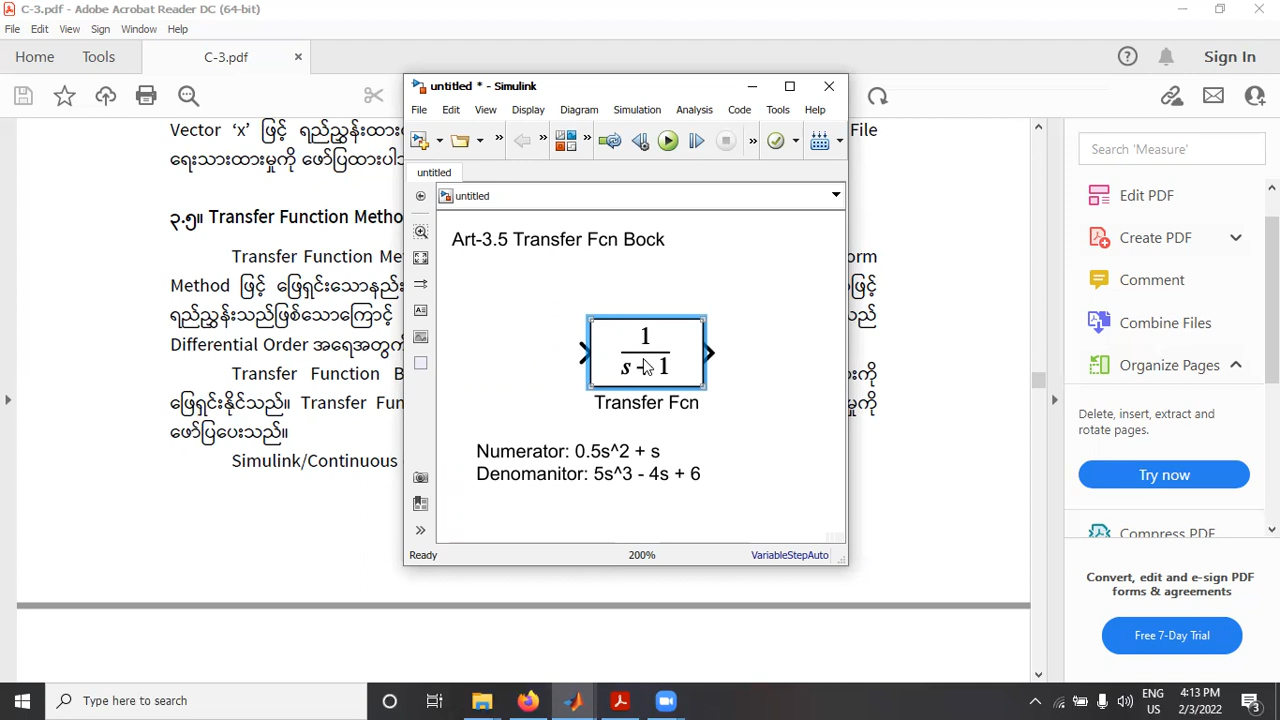 C-3.pdf - Adobe Acrobat Reader DC (64-bit)
File Edit View Sign Window Help
Home Tools C-3.pdf × Sign In
Vector ‘x’ ဖြင့် ရည်ညွှန်းထား
File
ရေးသားထားမှုကို ဖော်ပြထားပါ
၃.၅။ Transfer Function Metho
Transfer Function Me
orm
Method ဖြင့် ဖြေရှင်းသောနည်း
ဖြင့်
ရည်ညွှန်းသည်ဖြစ်သောကြောင့်
သည်
Differential Order အရေအတွက်
Transfer Function B
ကို
ဖြေရှင်းနိုင်သည်။ Transfer Fun
မှုကို
ဖော်ပြပေးသည်။
Simulink/Continuous
untitled * - Simulink
File Edit View Display Diagram Simulation Analysis Code Tools Help
untitled
untitled
Art-3.5 Transfer Fcn Bock
1
s + 1
Transfer Fcn
Numerator: 0.5s^2 + s
Denomanitor: 5s^3 - 4s + 6
Ready 200% VariableStepAuto
Search 'Measure'
Edit PDF
Create PDF
Comment
Combine Files
Organize Pages
Delete, insert, extract and
rotate pages.
Try now
Compress PDF
Convert, edit and e-sign PDF
forms & agreements
Free 7-Day Trial
Type here to search
ENG
US
4:13 PM
2/3/2022
3